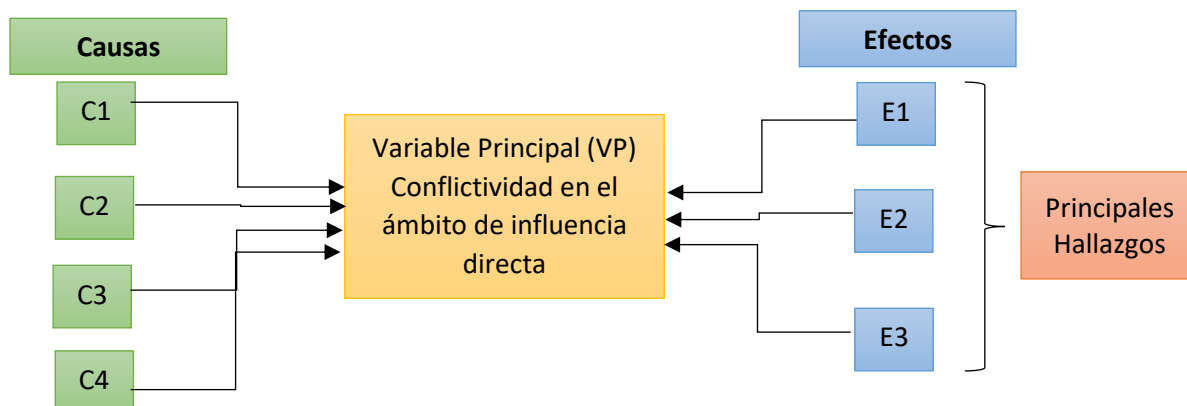 Causas
C1
C2
C3
C4
Variable Principal (VP)
Conflictividad en el
ámbito de influencia
directa
Efectos
E1
E2
E3
Principales
Hallazgos